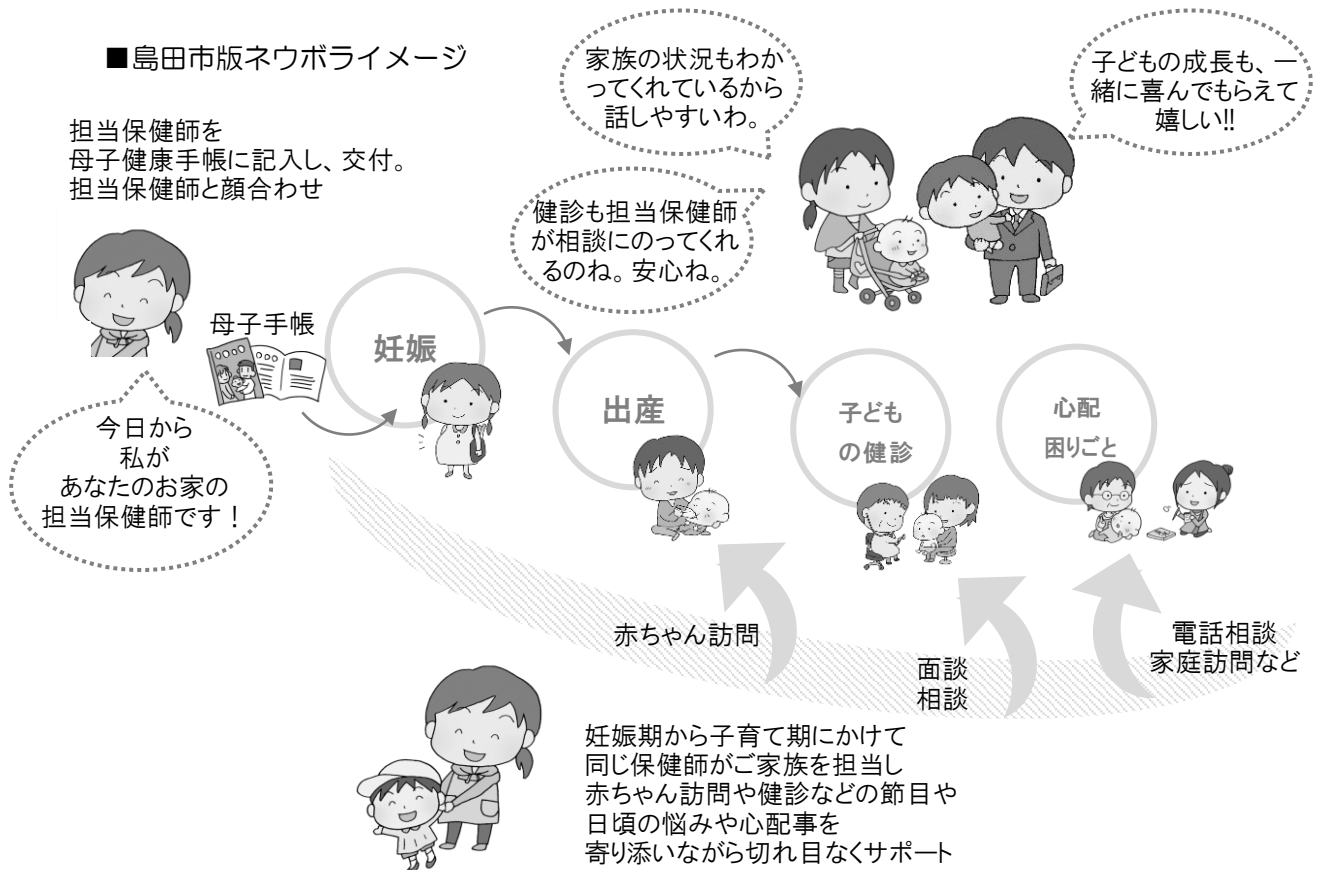 ■島田市版ネウボライメージ
担当保健師を
母子健康手帳に記入し、交付。
担当保健師と顔合わせ
家族の状況もわか
ってくれているから
話しやすいわ。
子どもの成長も、一
緒に喜んでもらえて
嬉しい!!
健診も担当保健師
が相談にのってくれ
るのね。安心ね。
母子手帳
今日から
私が
あなたのお家の
担当保健師です！
妊娠
出産
子ども
の健診
心配
困りごと
赤ちゃん訪問
面談
相談
電話相談
家庭訪問など
妊娠期から子育て期にかけて
同じ保健師がご家族を担当し
赤ちゃん訪問や健診などの節目や
日頃の悩みや心配事を
寄り添いながら切れ目なくサポート